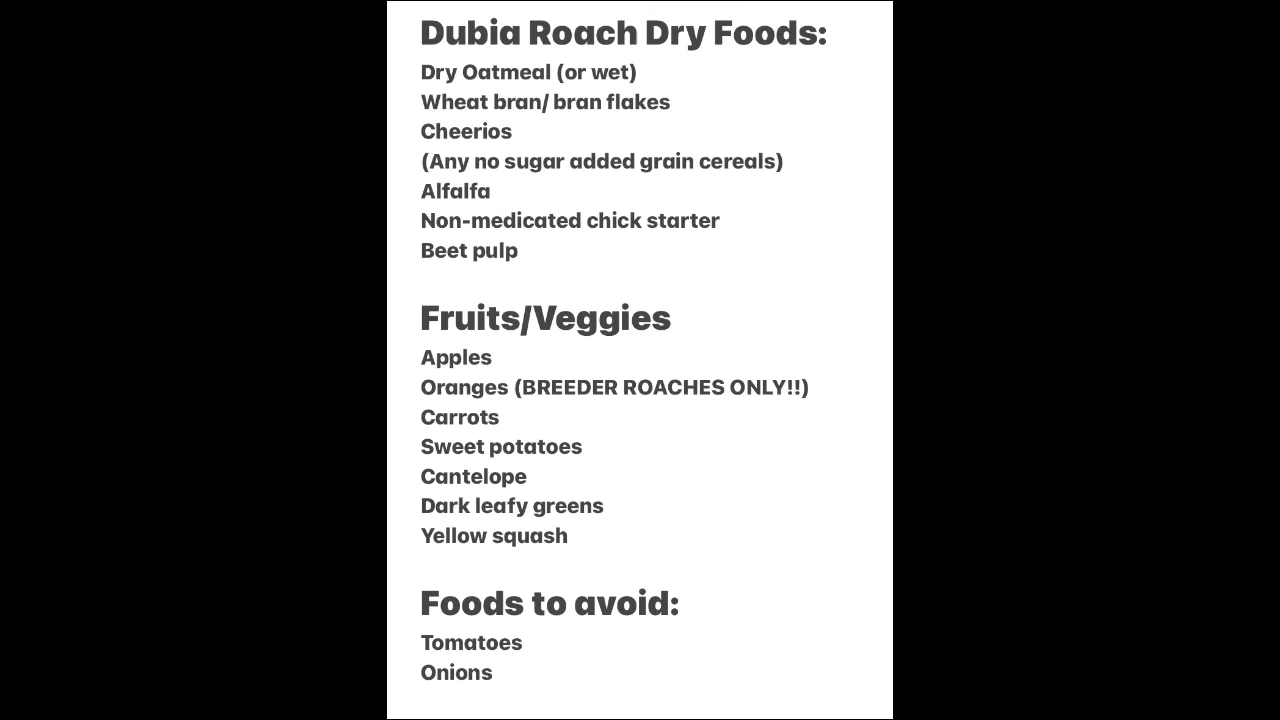 Dubia Roach Dry Foods:
Dry Oatmeal (or wet)
Wheat bran/ bran flakes
Cheerios
(Any no sugar added grain cereals)
Alfalfa
Non-medicated chick starter
Beet pulp
Fruits/Veggies
Apples
Oranges (BREEDER ROACHES ONLY!!)
Carrots
Sweet potatoes
Cantelope
Dark leafy greens
Yellow squash
Foods to avoid:
Tomatoes
Onions